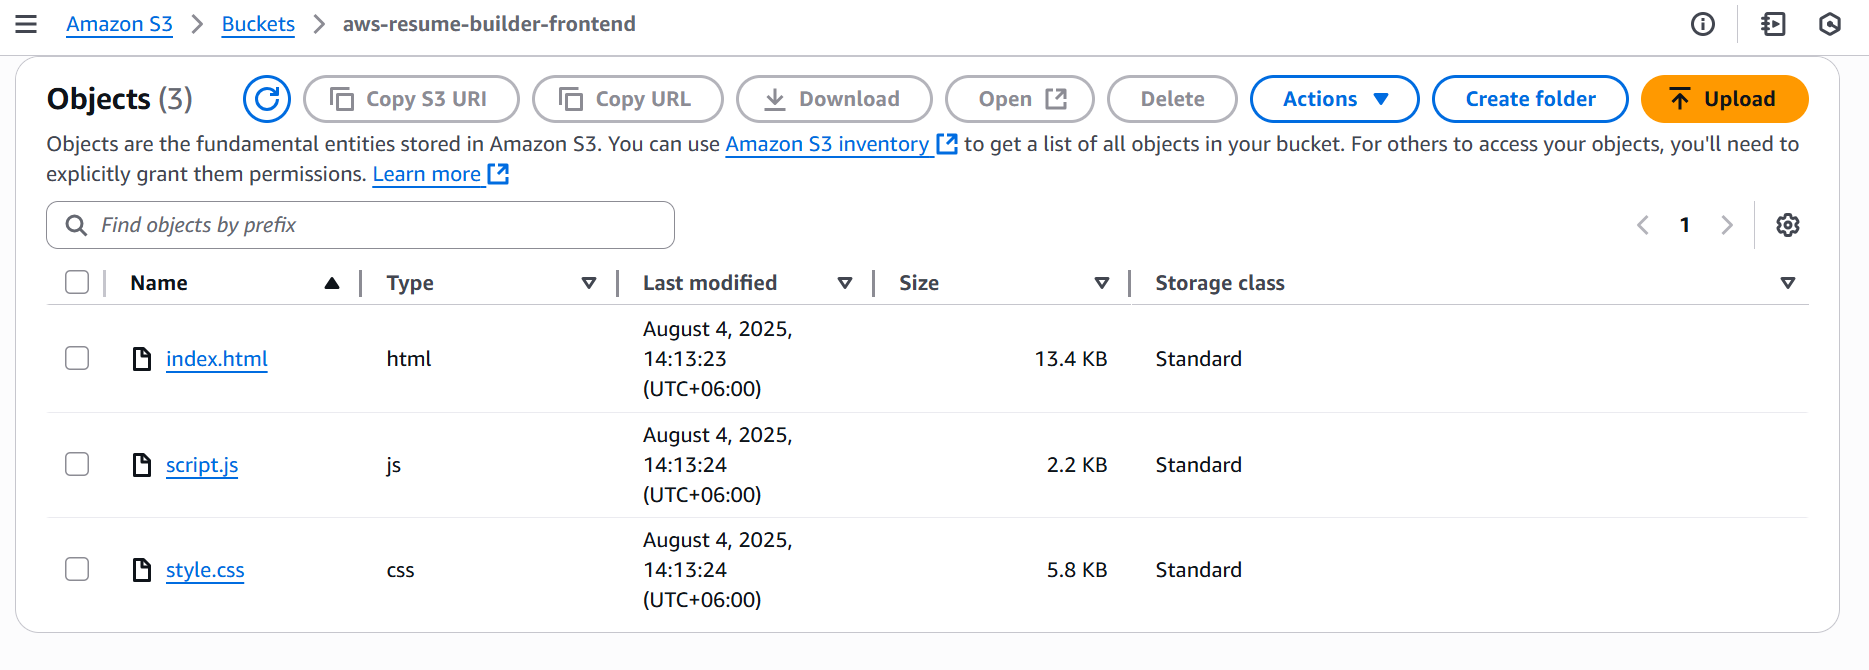 Amazon S3 > Buckets > aws-resume-builder-frontend
Objects (3) Copy S3 URI Copy URL Download Open Delete Actions Create folder Upload
Objects are the fundamental entities stored in Amazon S3. You can use Amazon S3 inventory to get a list of all objects in your bucket. For others to access your objects, you'll need to
explicitly grant them permissions. Learn more
Find objects by prefix 1
Name Type Last modified Size Storage class
August 4, 2025,
index.html html 14:13:23 13.4 KB Standard
(UTC+06:00)
August 4, 2025,
script.js js 14:13:24 2.2 KB Standard
(UTC+06:00)
August 4, 2025,
style.css css 14:13:24 5.8 KB Standard
(UTC+06:00)